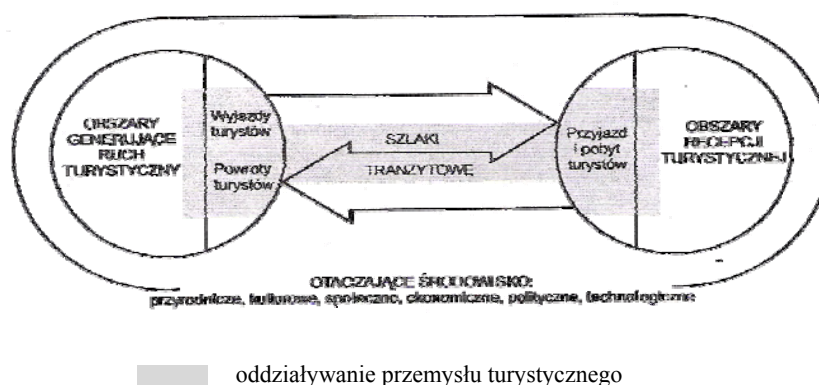 OBSZARY
GENERUJĄCE
RUCH
TURYSTYCZNY
Wyjazdy
turystów
Powroty
turystów
SZLAKI
TRANZYTOWE
Przyjazd
i pobyt
turystów
OBSZARY
RECEPCJI
TURYSTYCZNEJ
OTACZAJĄCE ŚRODOWISKO:
przyrodnicze, kulturowe, społeczne, ekonomiczne, polityczne, technologiczne
oddziaływanie przemysłu turystycznego